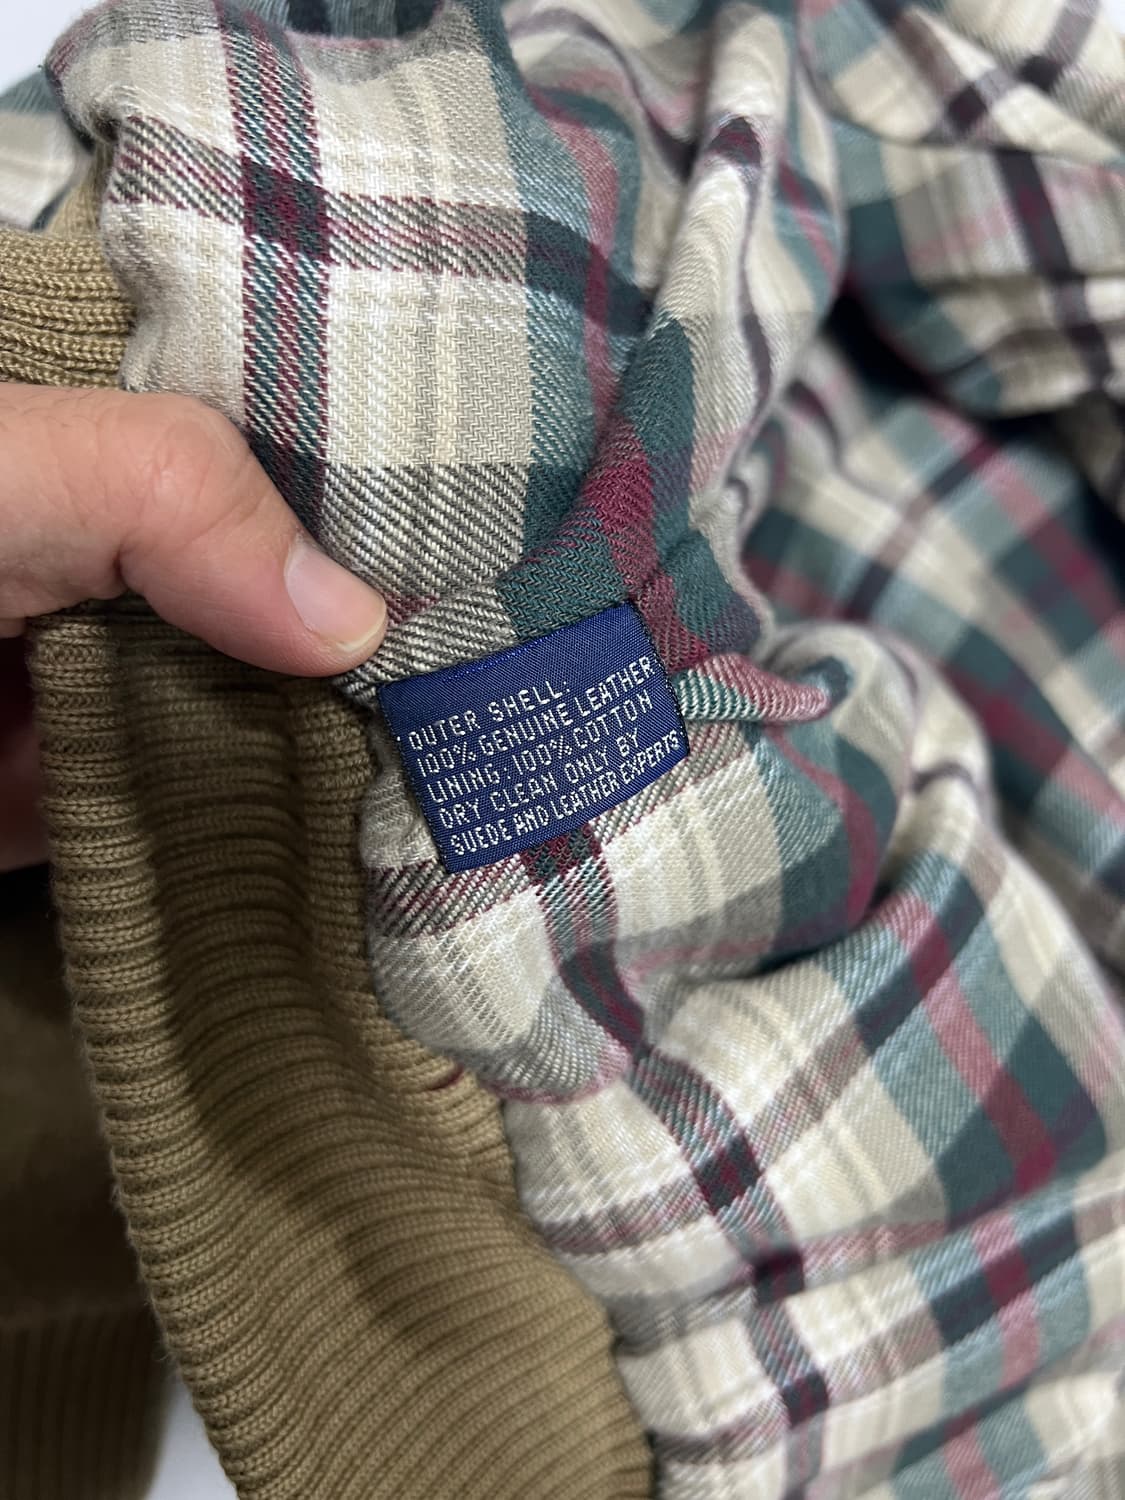 OUTER SHELL:
100% GENUINE LEATHER
LINING: 100% COTTON
DRY CLEAN ONLY BY
SUEDE AND LEATHER EXPERTS